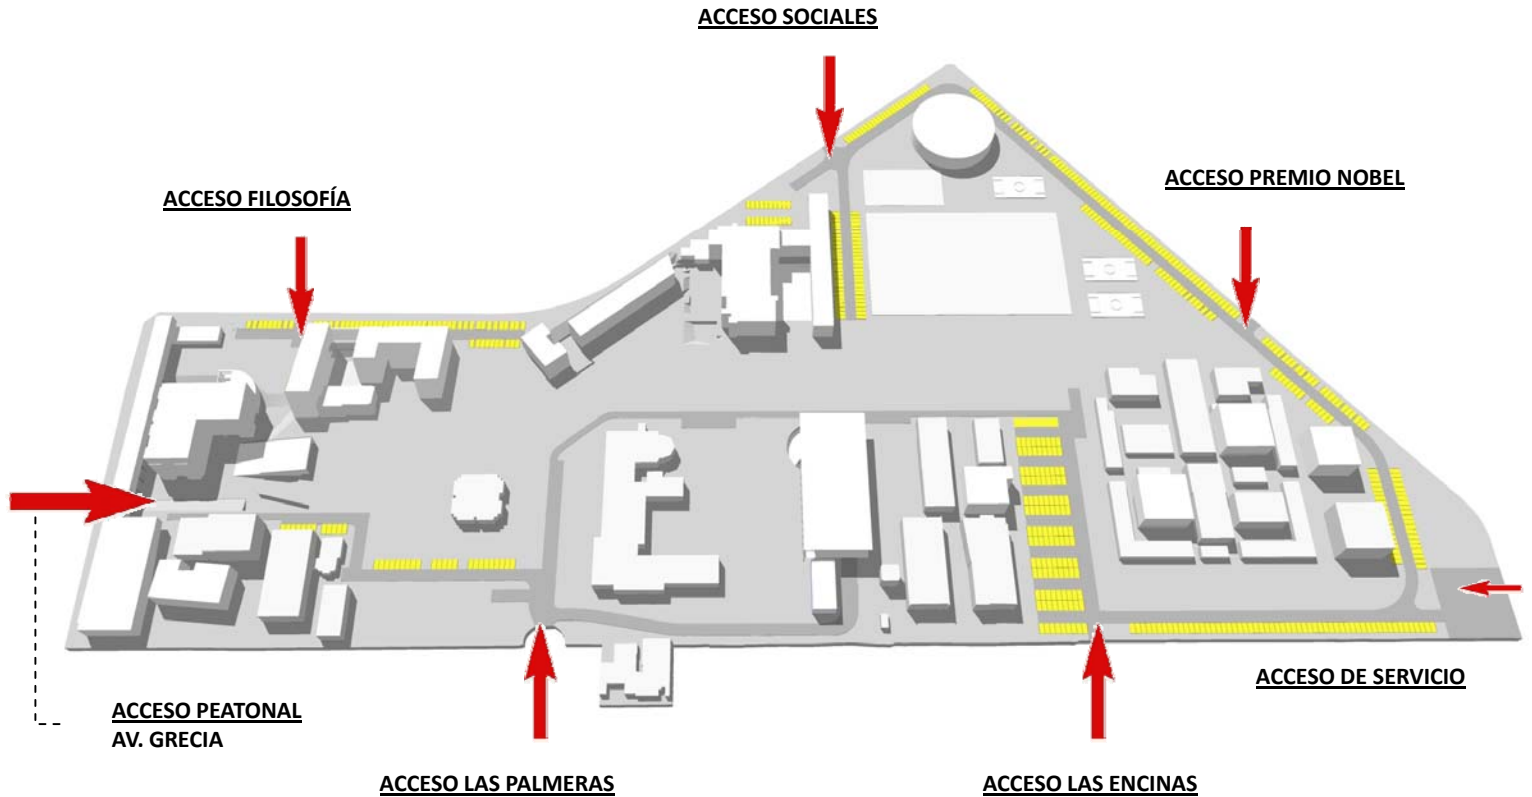 ACCESO SOCIALES
ACCESO PREMIO NOBEL
ACCESO FILOSOFÍA
ACCESO DE SERVICIO
ACCESO PEATONAL
AV. GRECIA
ACCESO LAS PALMERAS
ACCESO LAS ENCINAS